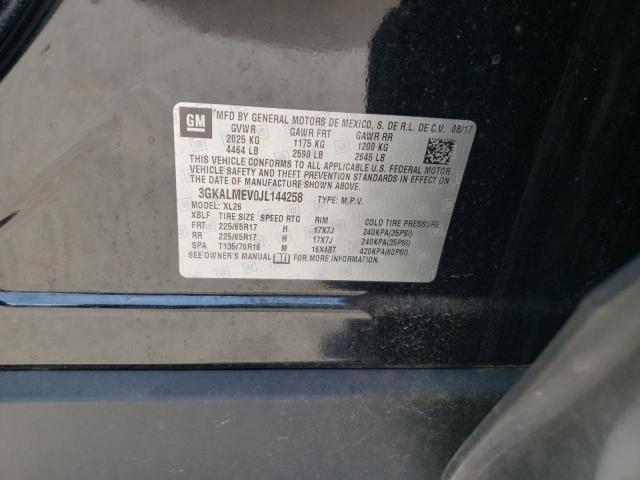 GM
MFD BY GENERAL MOTORS DE MEXICO, S. DE R.L. DE C.V. 08/17
GVWR GAWR FRT GAWR RR
2025 KG 1175 KG 1200 KG
4464 LB 2590 LB 2645 LB
THIS VEHICLE CONFORMS TO ALL APPLICABLE U.S. FEDERAL MOTOR
VEHICLE SAFETY AND THEFT PREVENTION STANDARDS IN EFFECT ON
THE DATE OF MANUFACTURE SHOWN ABOVE.
3GKALMEV0JL144258 TYPE: M.P.V.
MODEL: XL26
XBLF TIRE SIZE SPEED RTG RIM COLD TIRE PRESSURE
FRT 225/65R17 H 17X7J 240KPA(35PSI)
RR 225/65R17 H 17X7J 240KPA(35PSI)
SPA T135/70R16 M 16X4BT 420KPA(60PSI)
SEE OWNER'S MANUAL FOR MORE INFORMATION